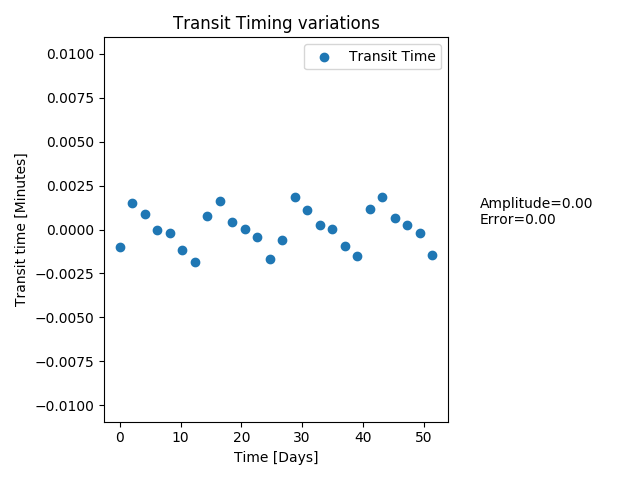 Transit Timing variations
Transit Time
0.0100
0.0075
0.0050
0.0025
0.0000
−0.0025
−0.0050
−0.0075
−0.0100
Transit time [Minutes]
0 10 20 30 40 50
Time [Days]
Amplitude=0.00
Error=0.00